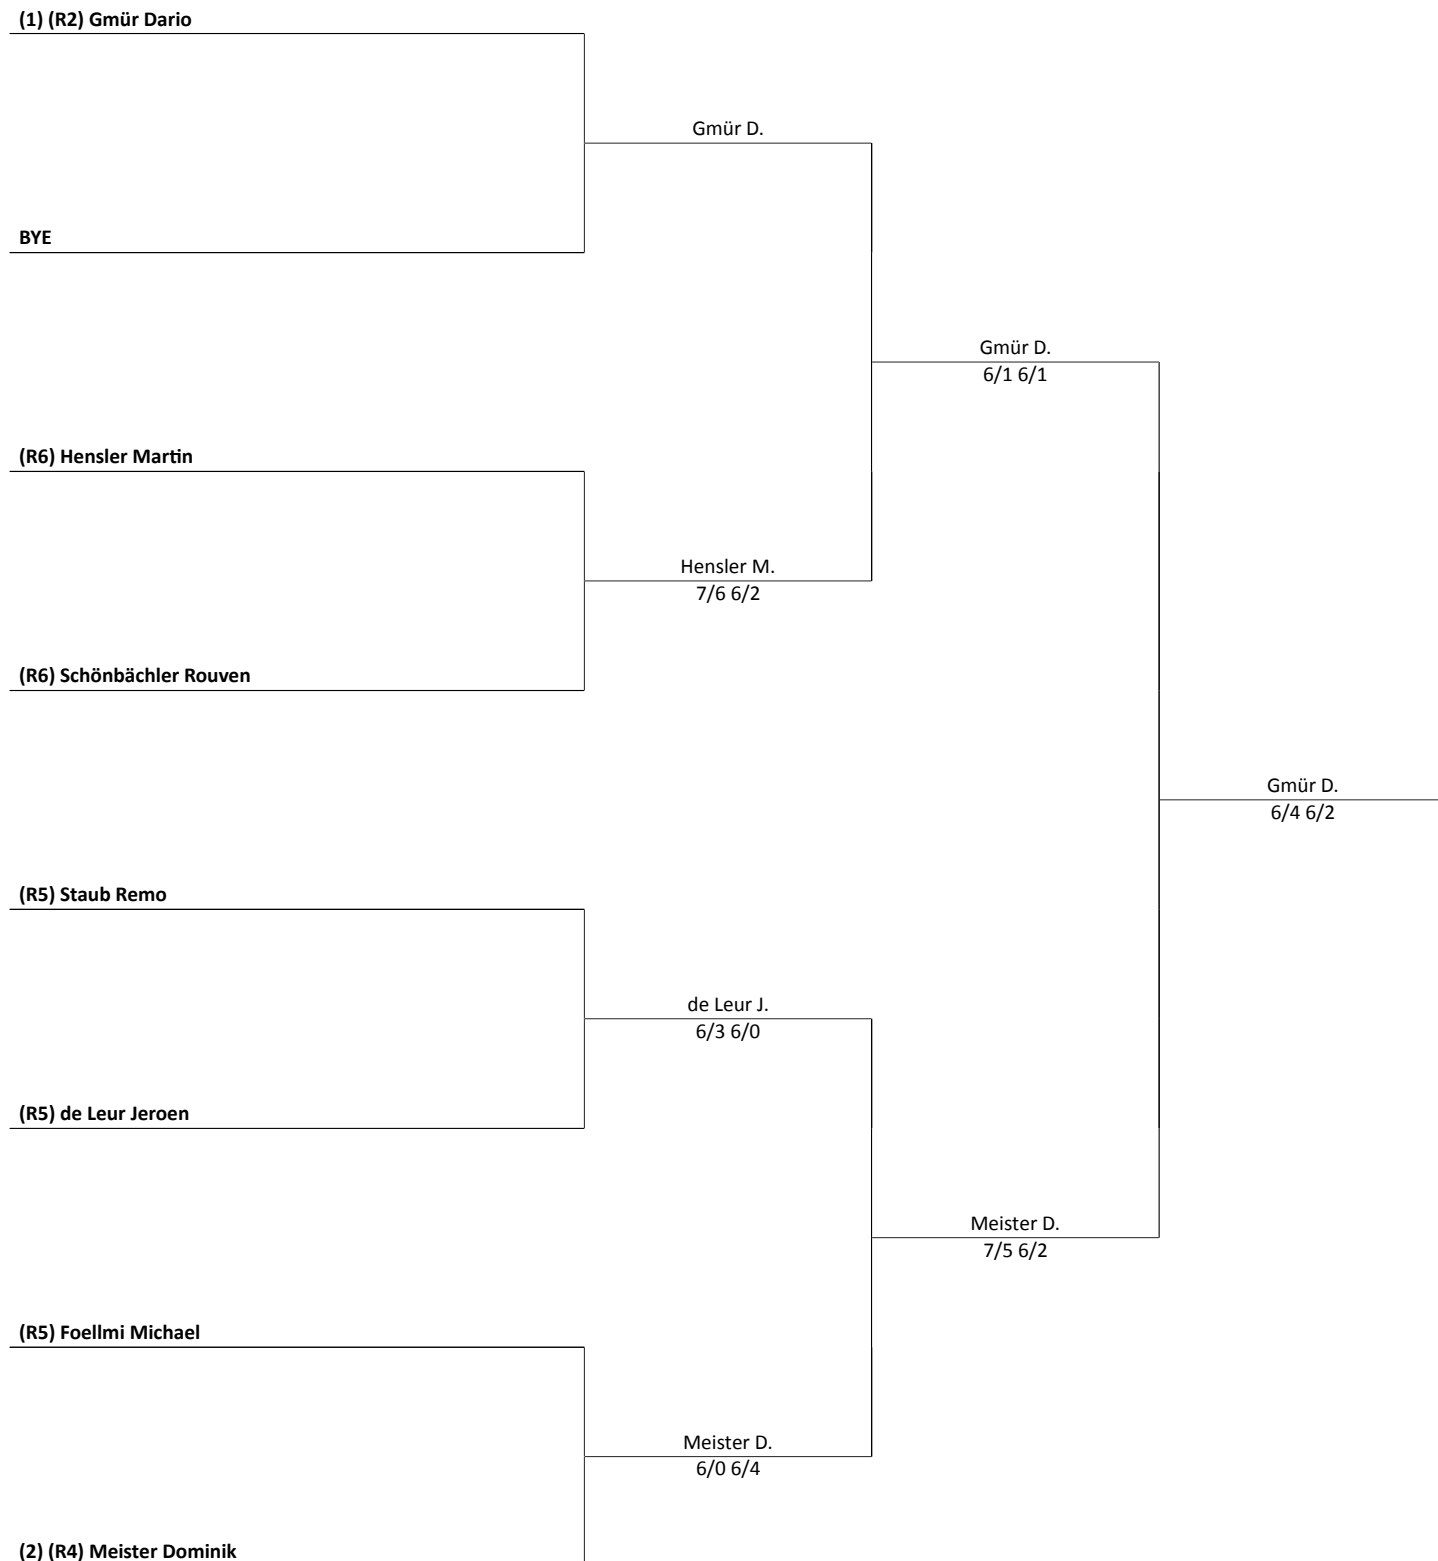 (1) (R2) Gmür Dario
Gmür D.
BYE
Gmür D.
6/1 6/1
(R6) Hensler Martin
Hensler M.
7/6 6/2
(R6) Schönbächler Rouven
Gmür D.
6/4 6/2
(R5) Staub Remo
de Leur J.
6/3 6/0
(R5) de Leur Jeroen
Meister D.
7/5 6/2
(R5) Foellmi Michael
Meister D.
6/0 6/4
(2) (R4) Meister Dominik